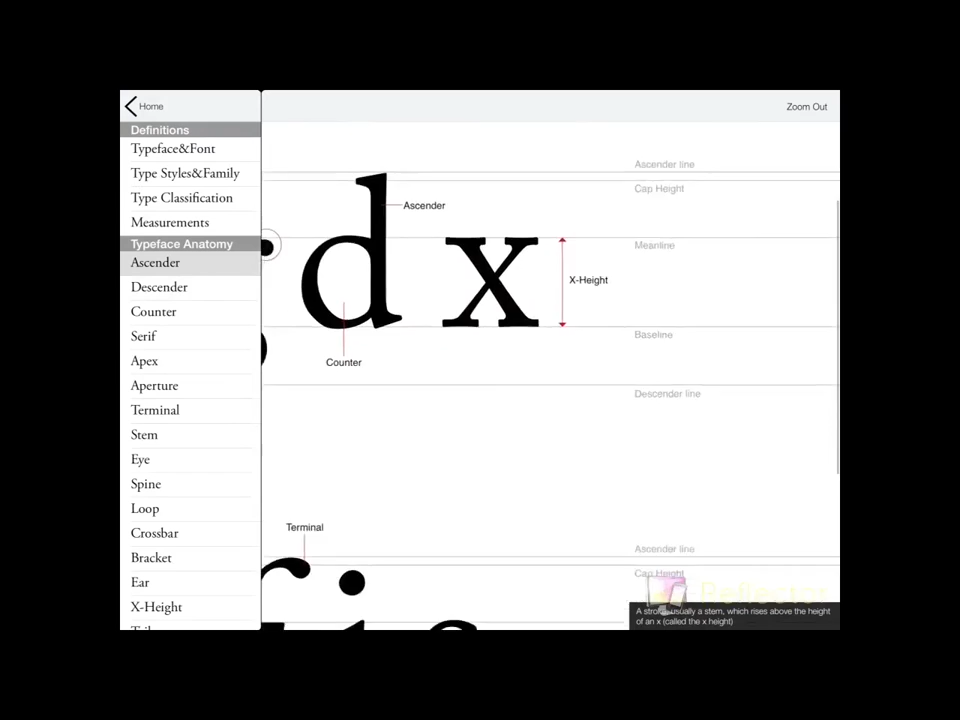 Home
Zoom Out
Definitions
Typeface&Font
Type Styles&Family
Type Classification
Measurements
Typeface Anatomy
Ascender
Descender
Counter
Serif
Apex
Aperture
Terminal
Stem
Eye
Spine
Loop
Crossbar
Bracket
Ear
X-Height
Ascender line
Cap Height
Ascender
Meanline
d x
X-Height
Baseline
Counter
Descender line
Terminal
Ascender line
Cap Height
Reflector
A stroke, usually a stem, which rises above the height
of an x (called the x height)